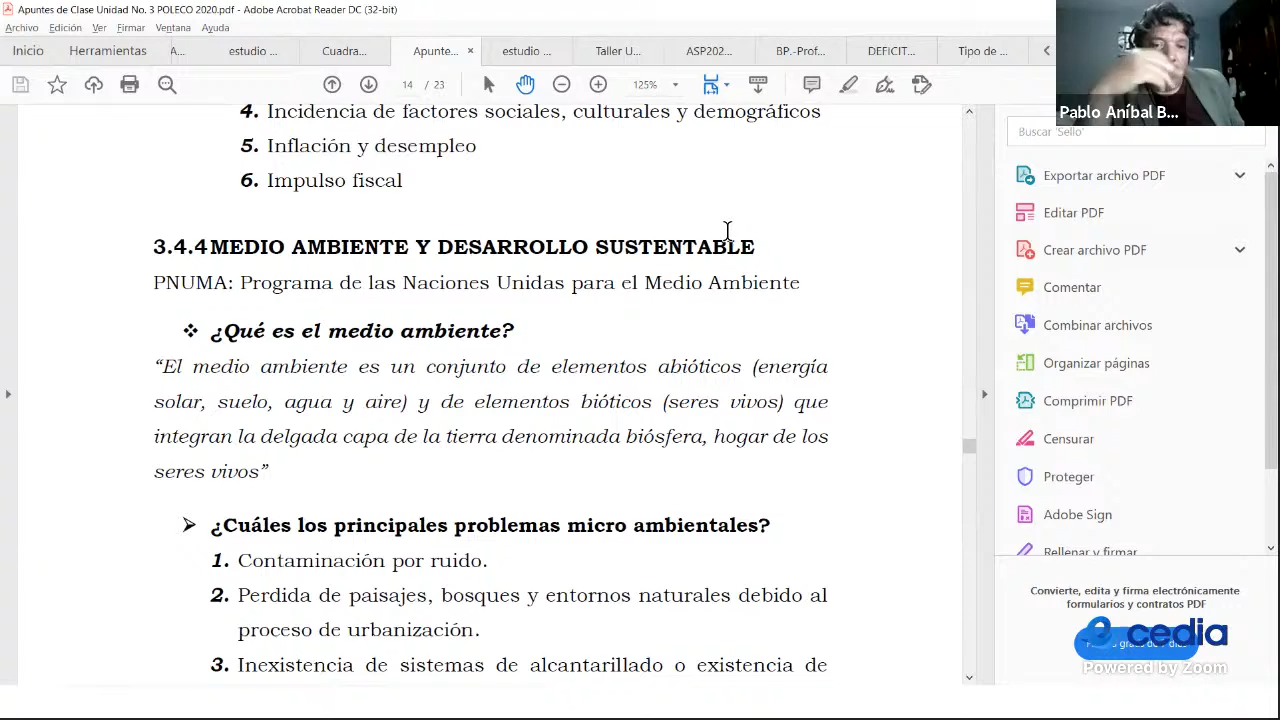 Apuntes de Clase Unidad No. 3 POLECO 2020.pdf - Adobe Acrobat Reader DC (32-bit)
Archivo Edición Ver Firmar Ventana Ayuda
Inicio Herramientas A... estudio ... Cuadra... Apunte... × estudio ... Taller U... ASP202... BP.-Prof... DEFICIT... Tipo de ...
14 / 23 125%
Pablo Aníbal B...
4. Incidencia de factores sociales, culturales y demográficos
5. Inflación y desempleo
6. Impulso fiscal
3.4.4 MEDIO AMBIENTE Y DESARROLLO SUSTENTABLE
PNUMA: Programa de las Naciones Unidas para el Medio Ambiente
❖ ¿Qué es el medio ambiente?
“El medio ambiente es un conjunto de elementos abióticos (energía
solar, suelo, agua y aire) y de elementos bióticos (seres vivos) que
integran la delgada capa de la tierra denominada biósfera, hogar de los
seres vivos”
➢ ¿Cuáles los principales problemas micro ambientales?
1. Contaminación por ruido.
2. Perdida de paisajes, bosques y entornos naturales debido al
proceso de urbanización.
3. Inexistencia de sistemas de alcantarillado o existencia de
Buscar 'Sello'
Exportar archivo PDF
Editar PDF
Crear archivo PDF
Comentar
Combinar archivos
Organizar páginas
Comprimir PDF
Censurar
Proteger
Adobe Sign
Rellenar y firmar
Convierte, edita y firma electrónicamente
formularios y contratos PDF
cedia
Powered by Zoom